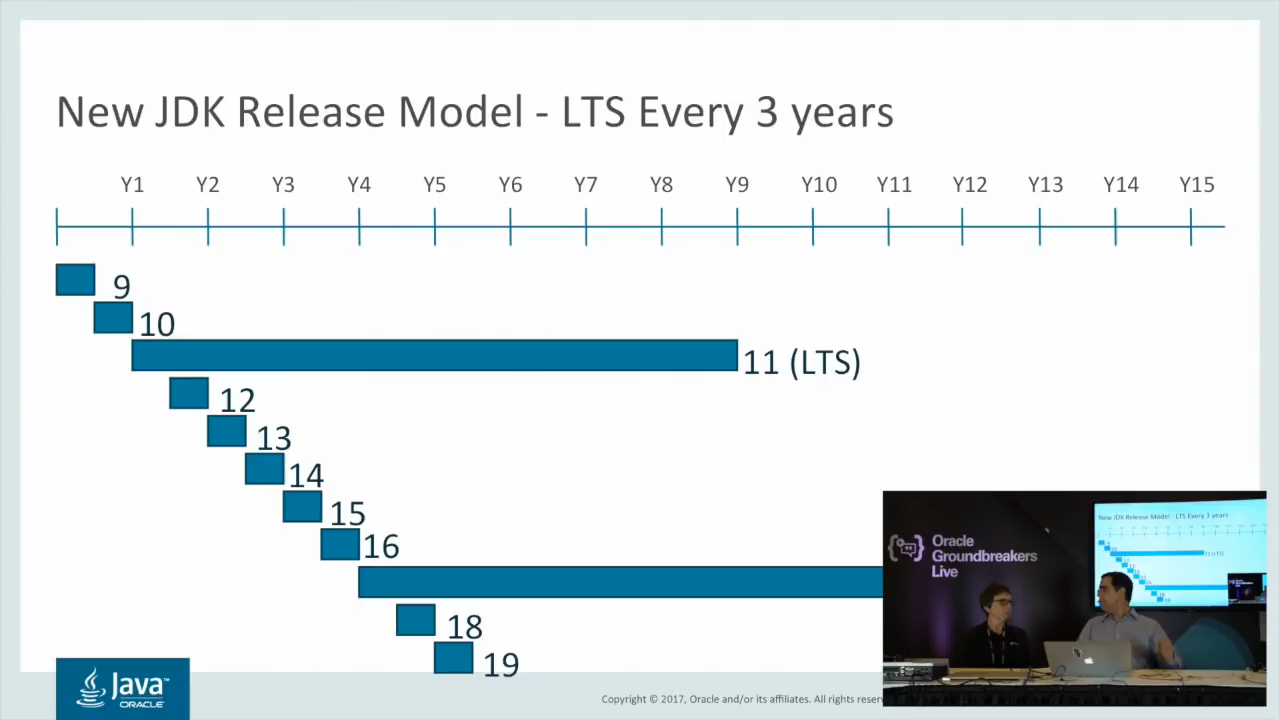 New JDK Release Model - LTS Every 3 years
Y1 Y2 Y3 Y4 Y5 Y6 Y7 Y8 Y9 Y10 Y11 Y12 Y13 Y14 Y15
9
10
11 (LTS)
12
13
14
15
16
18
19
Java™
ORACLE
Copyright © 2017, Oracle and/or its affiliates. All rights
Oracle
Groundbreakers
Live
New JDK Release Model - LTS Every 3 years